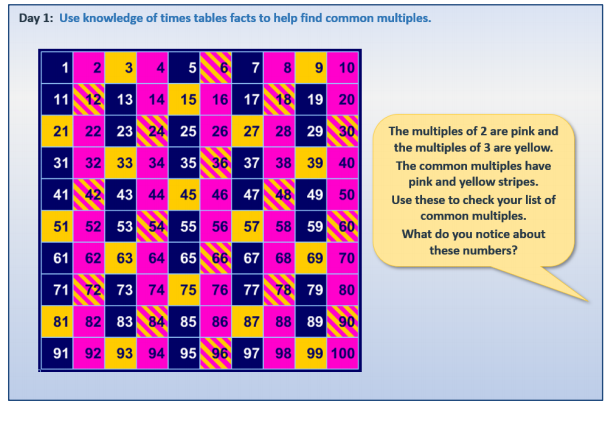 Day 1: Use knowledge of times tables facts to help find common multiples.
1 2 3 4 5 6 7 8 9 10
11 12 13 14 15 16 17 18 19 20
21 22 23 24 25 26 27 28 29 30
31 32 33 34 35 36 37 38 39 40
41 42 43 44 45 46 47 48 49 50
51 52 53 54 55 56 57 58 59 60
61 62 63 64 65 66 67 68 69 70
71 72 73 74 75 76 77 78 79 80
81 82 83 84 85 86 87 88 89 90
91 92 93 94 95 96 97 98 99 100
The multiples of 2 are pink and
the multiples of 3 are yellow.
The common multiples have
pink and yellow stripes.
Use these to check your list of
common multiples.
What do you notice about
these numbers?